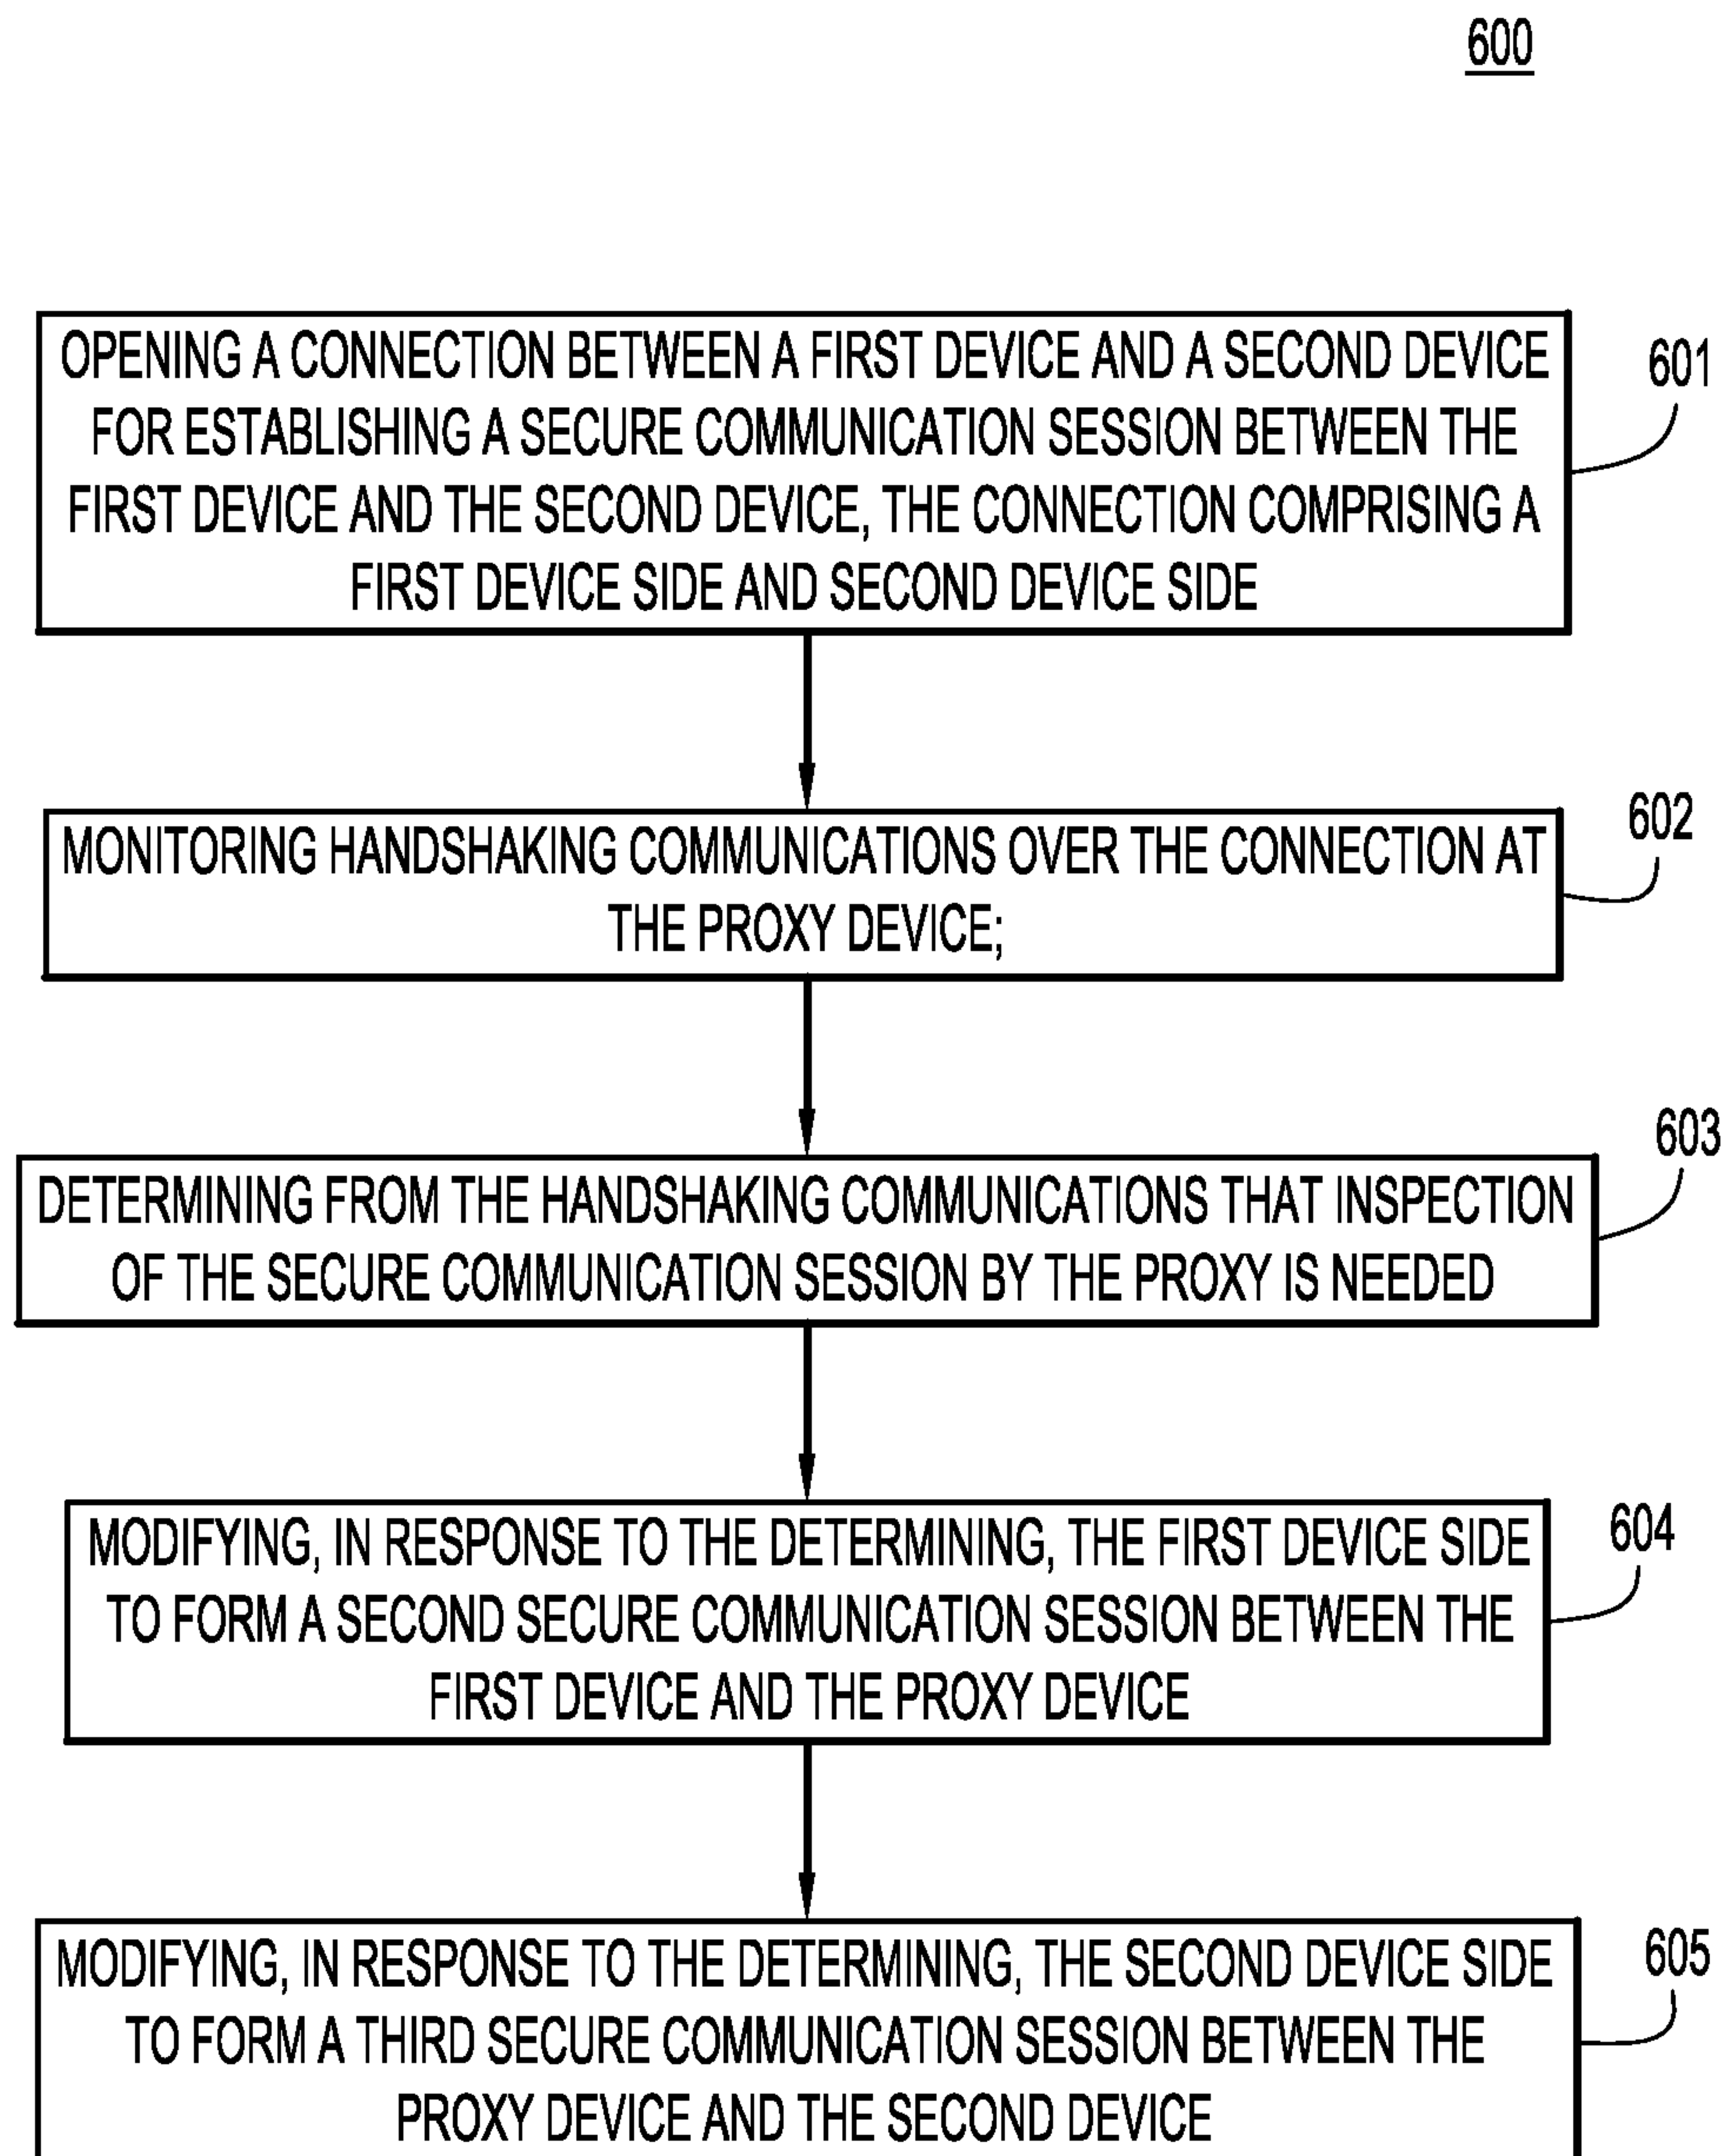 600
OPENING A CONNECTION BETWEEN A FIRST DEVICE AND A SECOND DEVICE
FOR ESTABLISHING A SECURE COMMUNICATION SESSION BETWEEN THE
FIRST DEVICE AND THE SECOND DEVICE, THE CONNECTION COMPRISING A
FIRST DEVICE SIDE AND SECOND DEVICE SIDE
601
MONITORING HANDSHAKING COMMUNICATIONS OVER THE CONNECTION AT
THE PROXY DEVICE;
602
DETERMINING FROM THE HANDSHAKING COMMUNICATIONS THAT INSPECTION
OF THE SECURE COMMUNICATION SESSION BY THE PROXY IS NEEDED
603
MODIFYING, IN RESPONSE TO THE DETERMINING, THE FIRST DEVICE SIDE
TO FORM A SECOND SECURE COMMUNICATION SESSION BETWEEN THE
FIRST DEVICE AND THE PROXY DEVICE
604
MODIFYING, IN RESPONSE TO THE DETERMINING, THE SECOND DEVICE SIDE
TO FORM A THIRD SECURE COMMUNICATION SESSION BETWEEN THE
PROXY DEVICE AND THE SECOND DEVICE
605